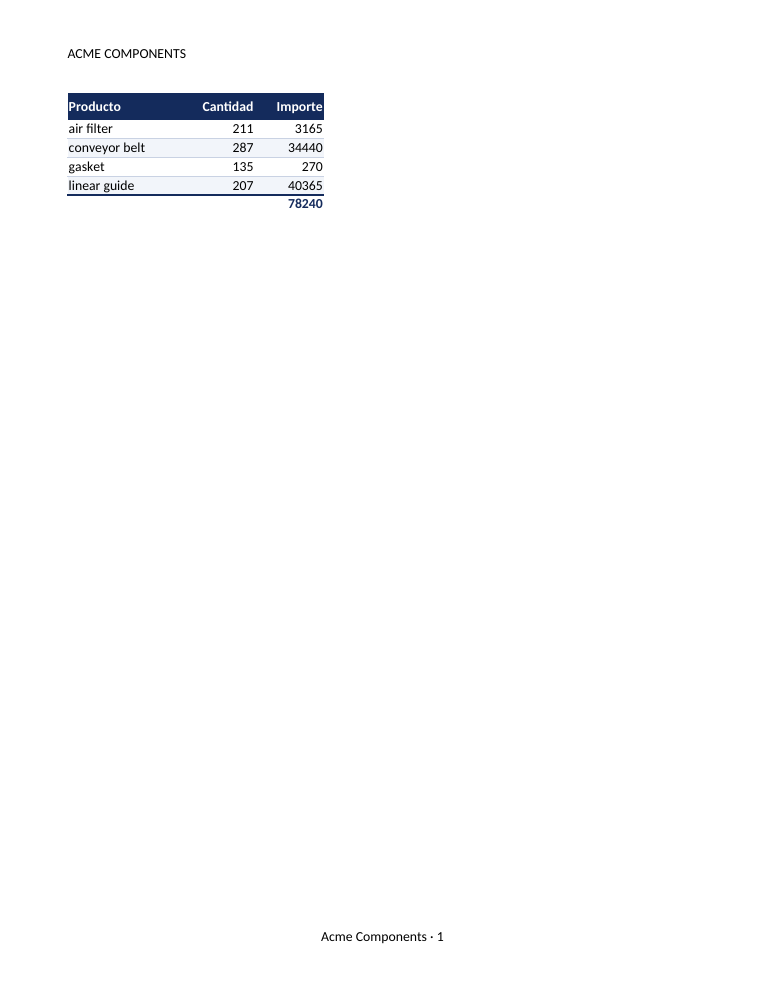 ACME COMPONENTS
Producto Cantidad Importe
air filter 211 3165
conveyor belt 287 34440
gasket 135 270
linear guide 207 40365
78240
Acme Components · 1